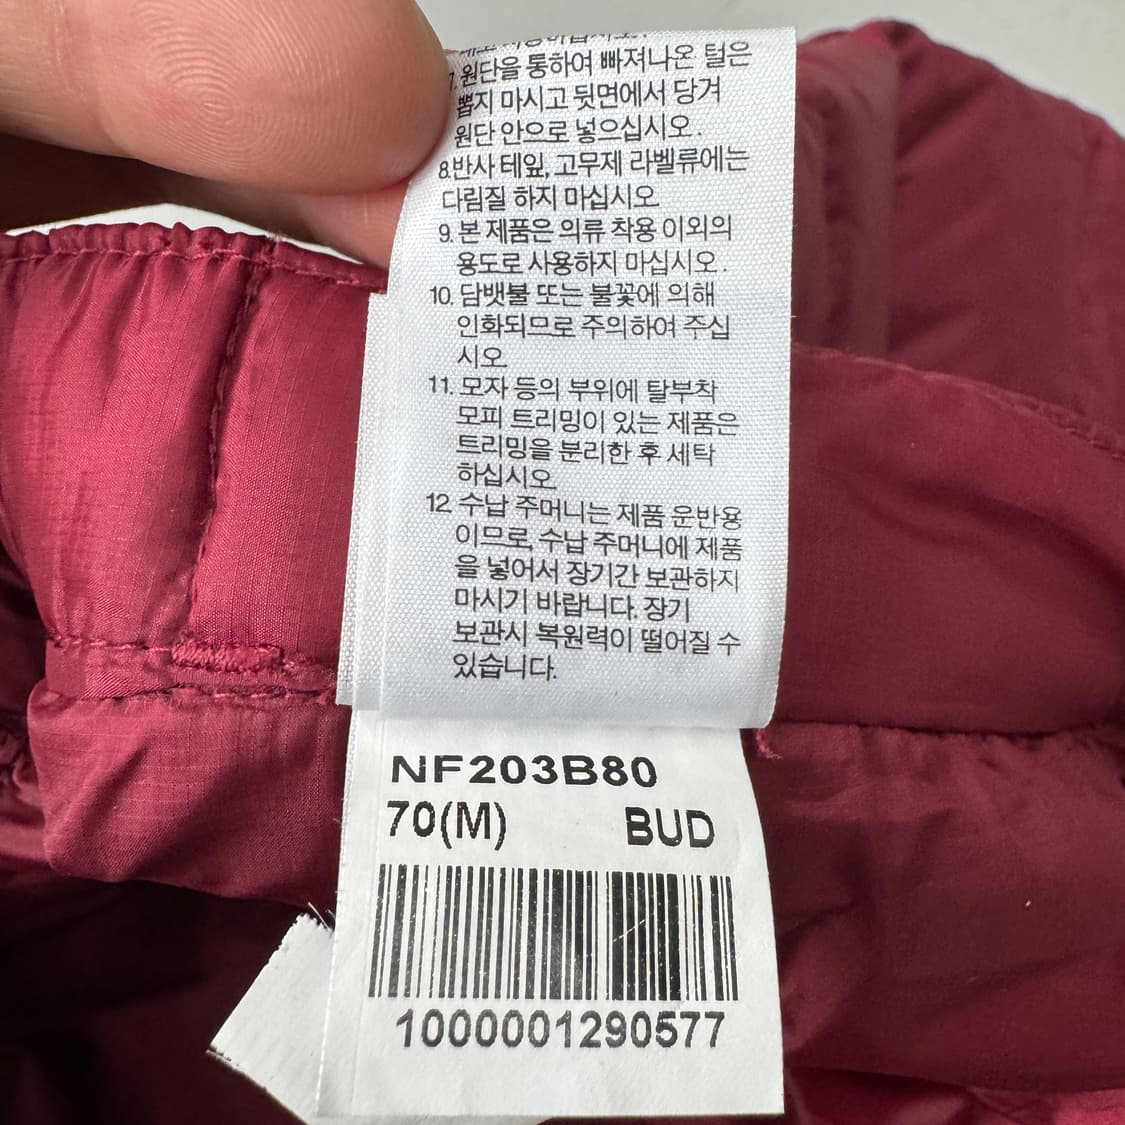 7. 원단을 통하여 빠져나온 털은
뽑지 마시고 뒷면에서 당겨
원단 안으로 넣으십시오.
8.반사 테잎, 고무제 라벨류에는
다림질 하지 마십시오
9. 본 제품은 의류 착용 이외의
용도로 사용하지 마십시오.
10. 담뱃불 또는 불꽃에 의해
인화되므로 주의하여 주십
시오
11. 모자 등의 부위에 탈부착
모피 트리밍이 있는 제품은
트리밍을 분리한 후 세탁
하십시오
12. 수납 주머니는 제품 운반용
이므로, 수납 주머니에 제품
을 넣어서 장기간 보관하지
마시기 바랍니다. 장기
보관시 복원력이 떨어질 수
있습니다.
NF203B80
70(M) BUD
1000001290577